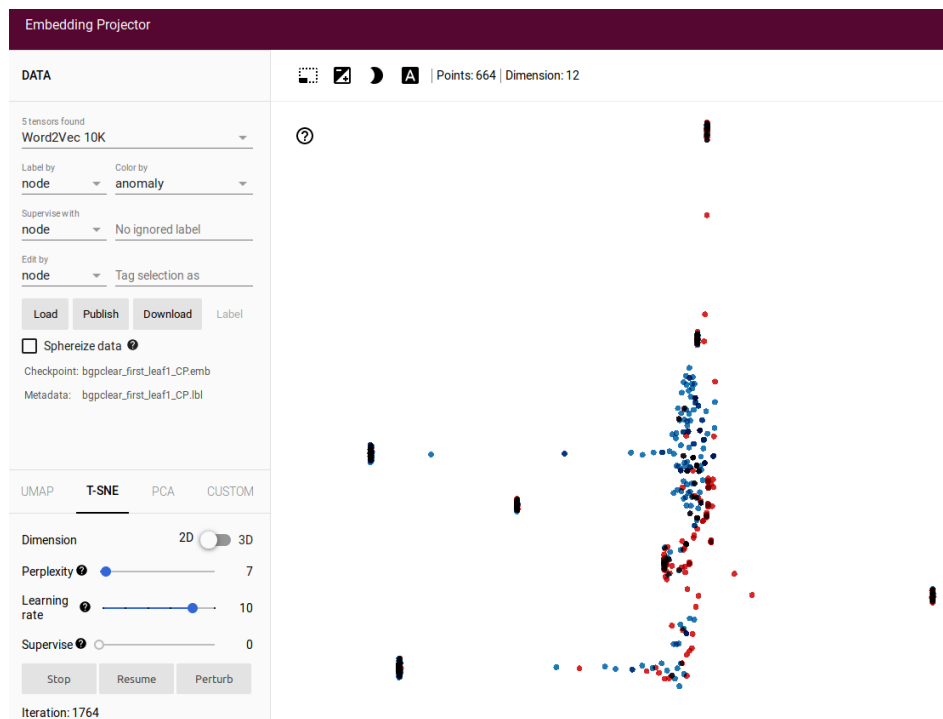 Embedding Projector
DATA
Points: 664 | Dimension: 12
5 tensors found
Word2Vec 10K
Label by
Color by
node
anomaly
Supervise with
node
No ignored label
Edit by
node
Tag selection as
Load
Publish
Download
Label
Sphereize data
Checkpoint: bgpclear_first_leaf1_CP.emb
Metadata: bgpclear_first_leaf1_CP.lbl
UMAP
T-SNE
PCA
CUSTOM
Dimension
2D
3D
Perplexity
7
Learning
rate
10
Supervise
0
Stop
Resume
Perturb
Iteration: 1764